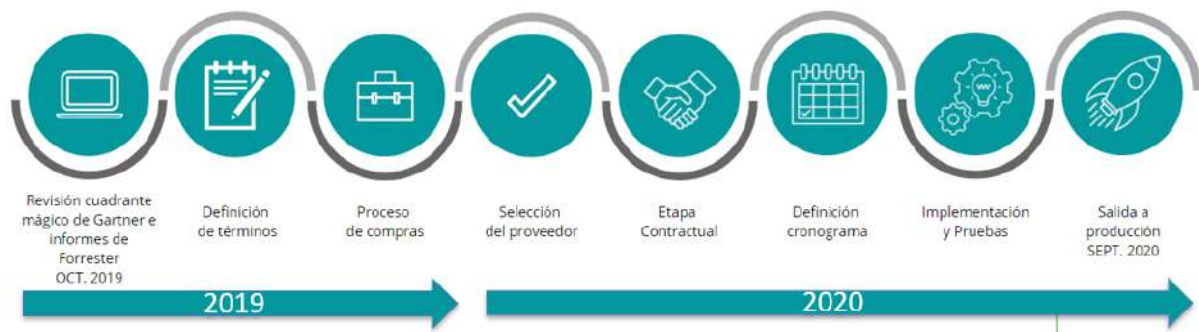 Revisión cuadrante
mágico de Gartner e
informes de
Forrester
OCT. 2019
Definición
de términos
Proceso
de compras
Selección
del proveedor
Etapa
Contractual
Definición
cronograma
Implementación
y Pruebas
Salida a
producción
SEPT. 2020
2019
2020